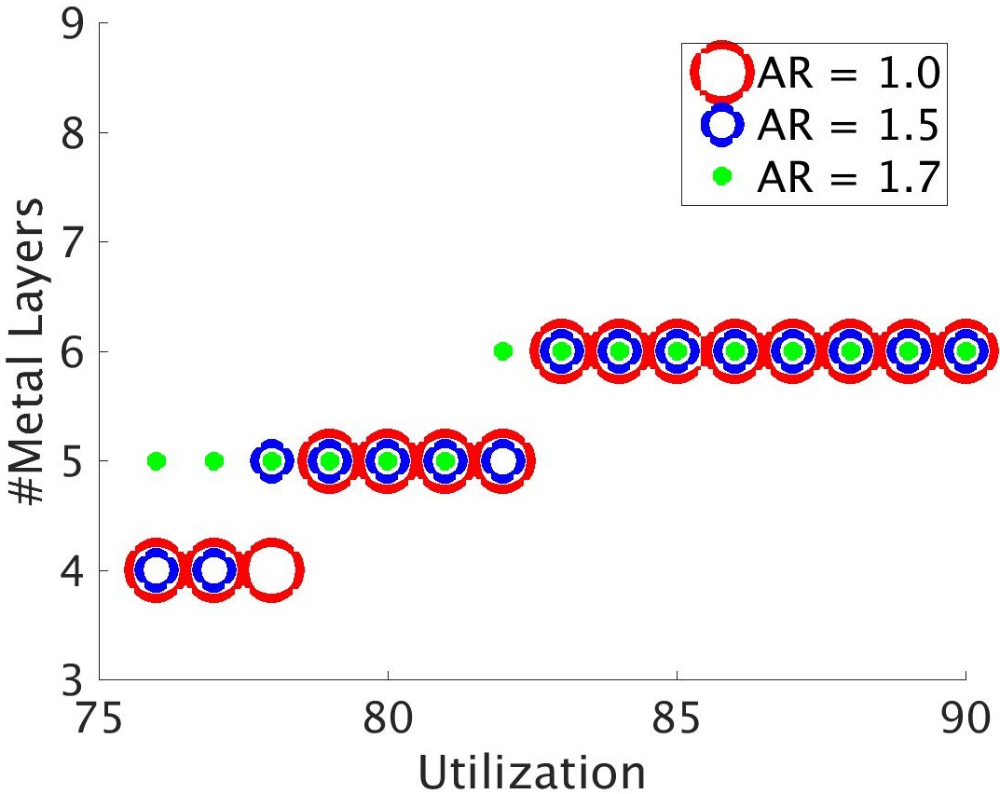 9
8
7
6
5
4
3
#Metal Layers
75
80
85
90
Utilization
AR = 1.0
AR = 1.5
AR = 1.7